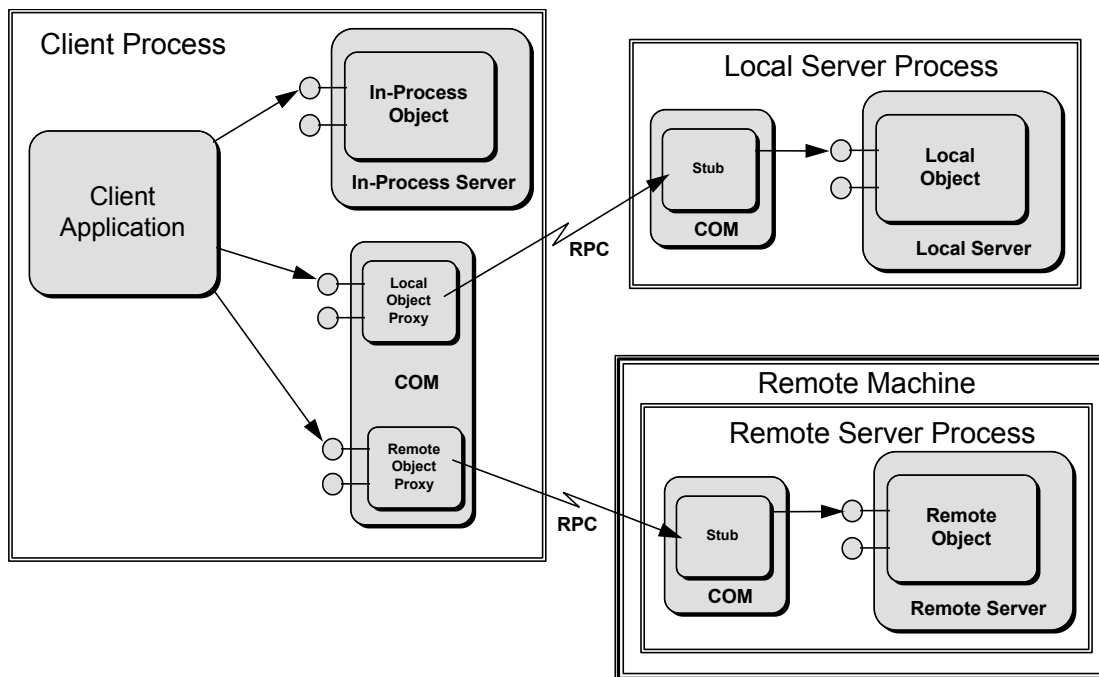 Client Process
In-Process
Object
In-Process Server
Client
Application
Local
Object
Proxy
COM
Remote
Object
Proxy
RPC
RPC
Local Server Process
Stub
COM
Local
Object
Local Server
Remote Machine
Remote Server Process
Stub
COM
Remote
Object
Remote Server